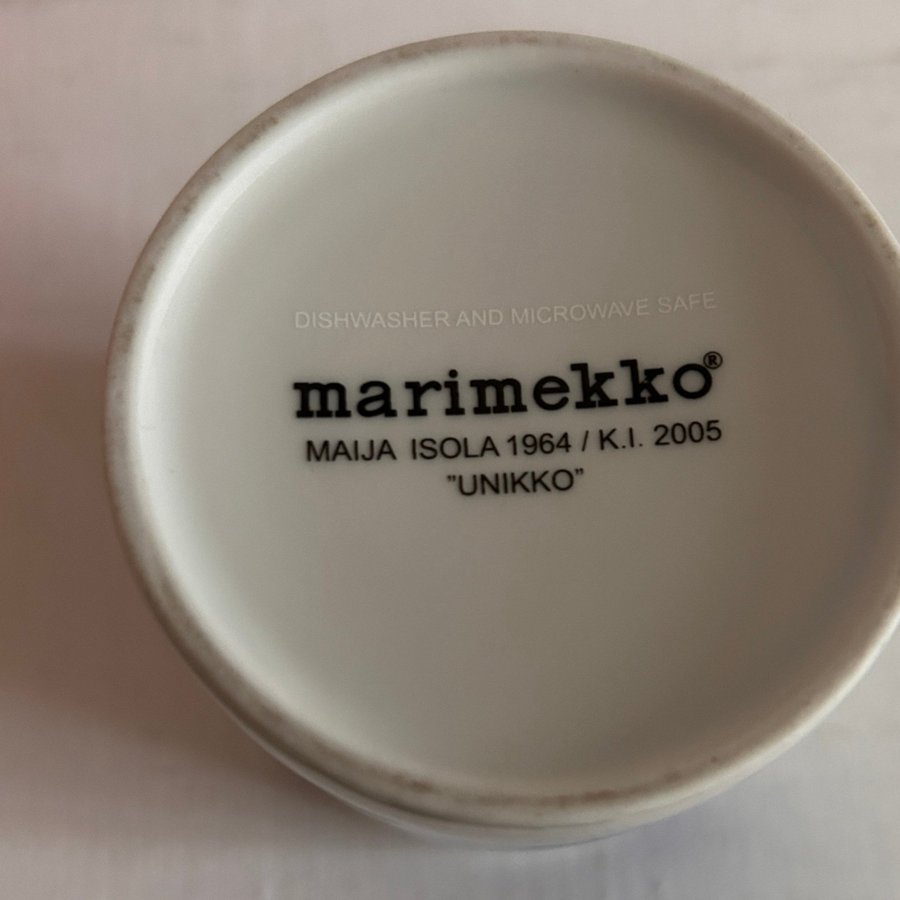 DISHWASHER AND MICROWAVE SAFE
marimekko®
MAIJA ISOLA 1964 / K.I. 2005
”UNIKKO”